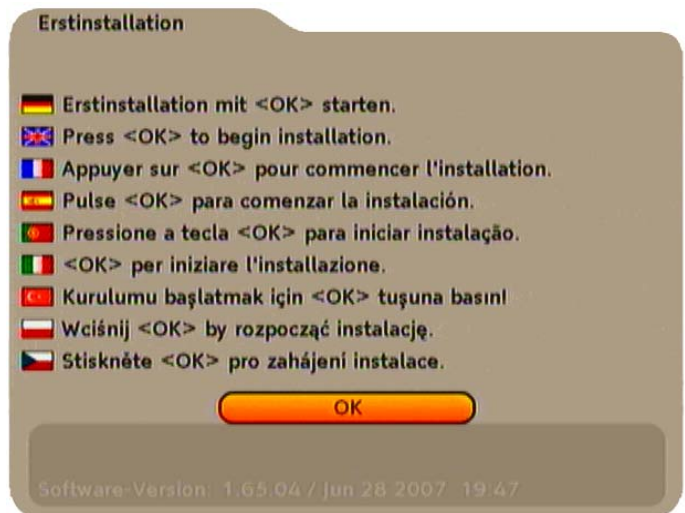 Erstinstallation
Erstinstallation mit <OK> starten.
Press <OK> to begin installation.
Appuyer sur <OK> pour commencer l'installation.
Pulse <OK> para comenzar la instalación.
Pressione a tecla <OK> para iniciar instalação.
<OK> per iniziare l'installazione.
Kurulumu başlatmak için <OK> tuşuna basın!
Wciśnij <OK> by rozpocząć instalację.
Stiskněte <OK> pro zahájení instalace.
OK
Software-Version: 1.65.04 / Jun 28 2007 19:47